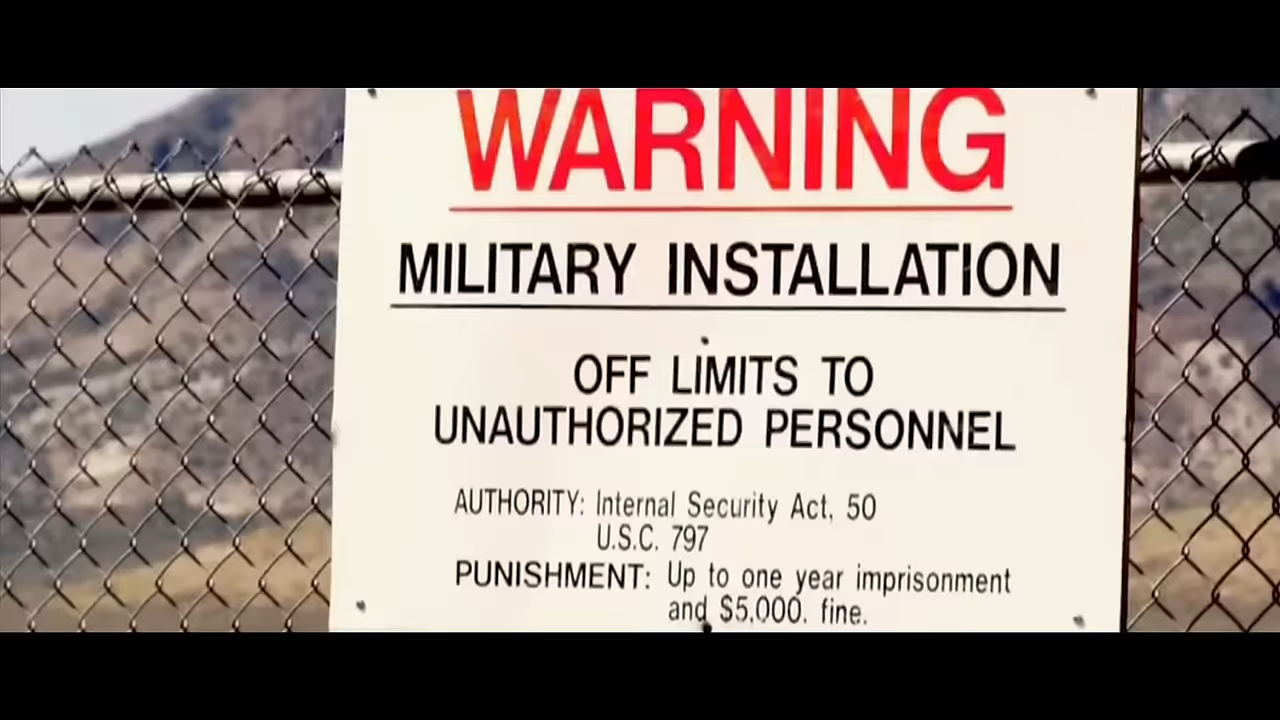 WARNING
MILITARY INSTALLATION
OFF LIMITS TO
UNAUTHORIZED PERSONNEL
AUTHORITY: Internal Security Act, 50
U.S.C. 797
PUNISHMENT: Up to one year imprisonment
and $5,000. fine.